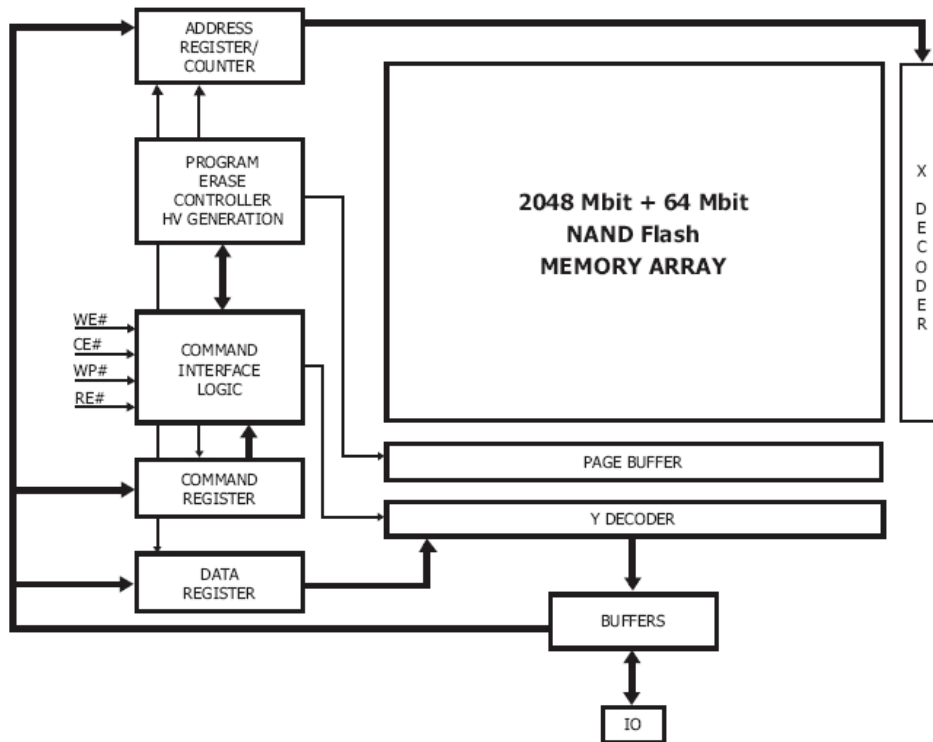 ADDRESS
REGISTER/
COUNTER
PROGRAM
ERASE
CONTROLLER
HV GENERATION
2048 Mbit + 64 Mbit
NAND Flash
MEMORY ARRAY
X
D
E
C
O
D
E
R
WE#
CE#
WP#
RE#
COMMAND
INTERFACE
LOGIC
PAGE BUFFER
COMMAND
REGISTER
Y DECODER
DATA
REGISTER
BUFFERS
IO